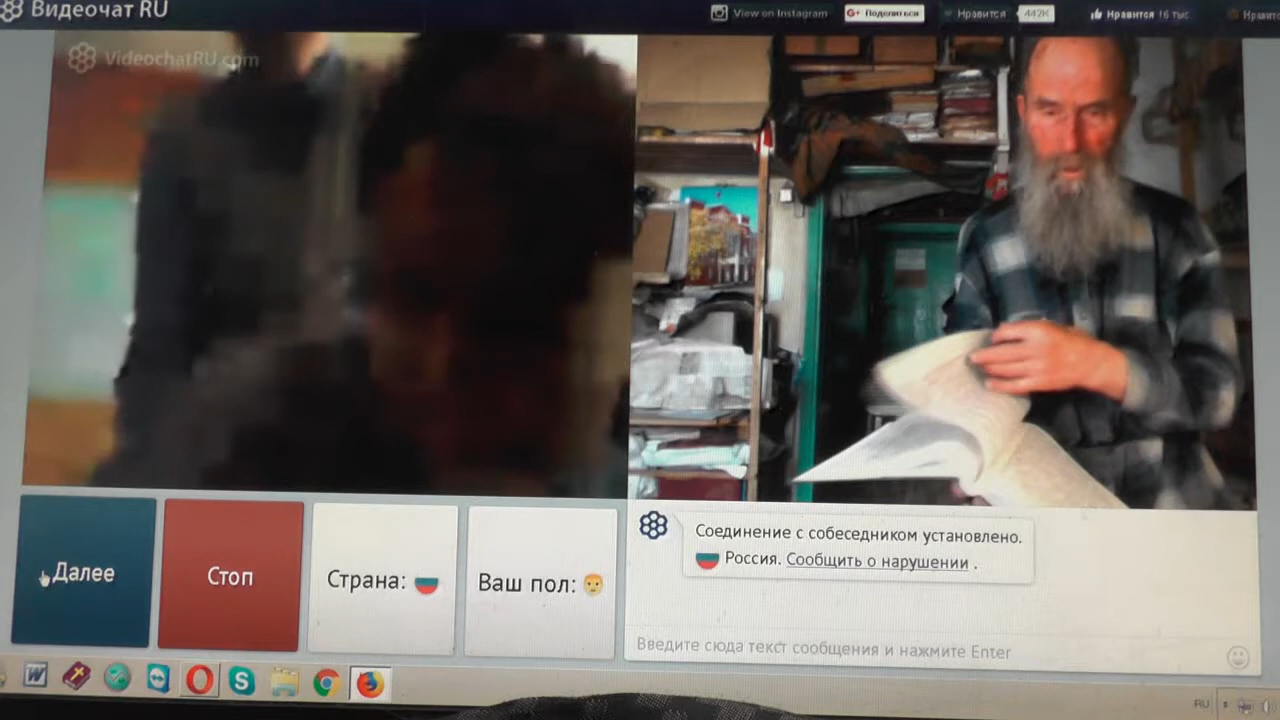 Видеочат RU
View on Instagram
G+ Поделиться
Нравится 442K
Нравится 16 тыс.
VideochatRU.com
Далее
Стоп
Страна:
Ваш пол:
Соединение с собеседником установлено.
Россия. Сообщить о нарушении .
Введите сюда текст сообщения и нажмите Enter
RU